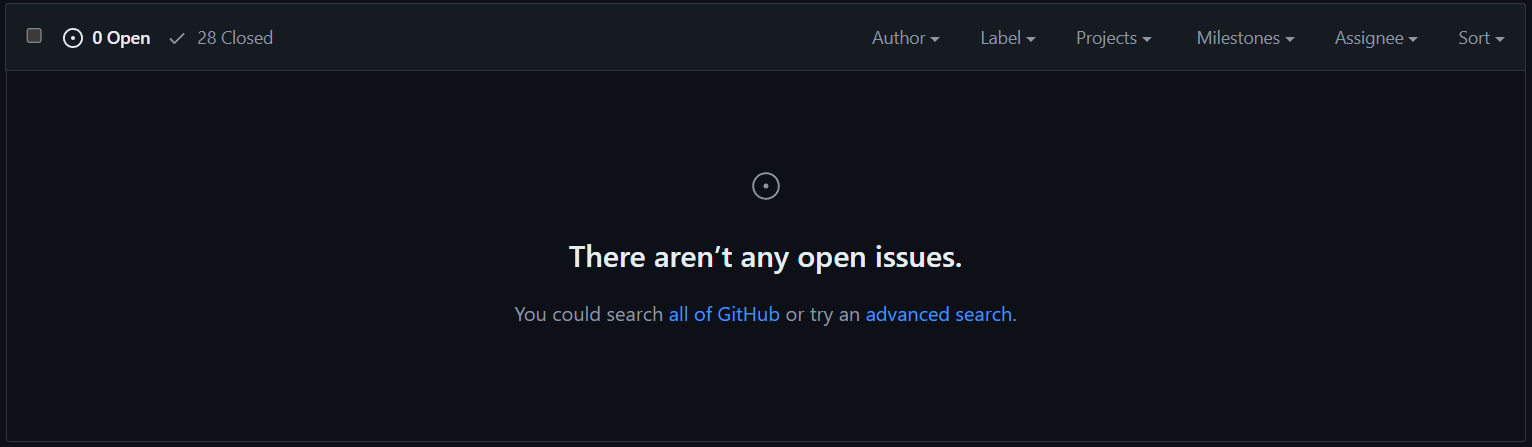 0 Open 28 Closed Author Label Projects Milestones Assignee Sort
There aren’t any open issues.
You could search all of GitHub or try an advanced search.